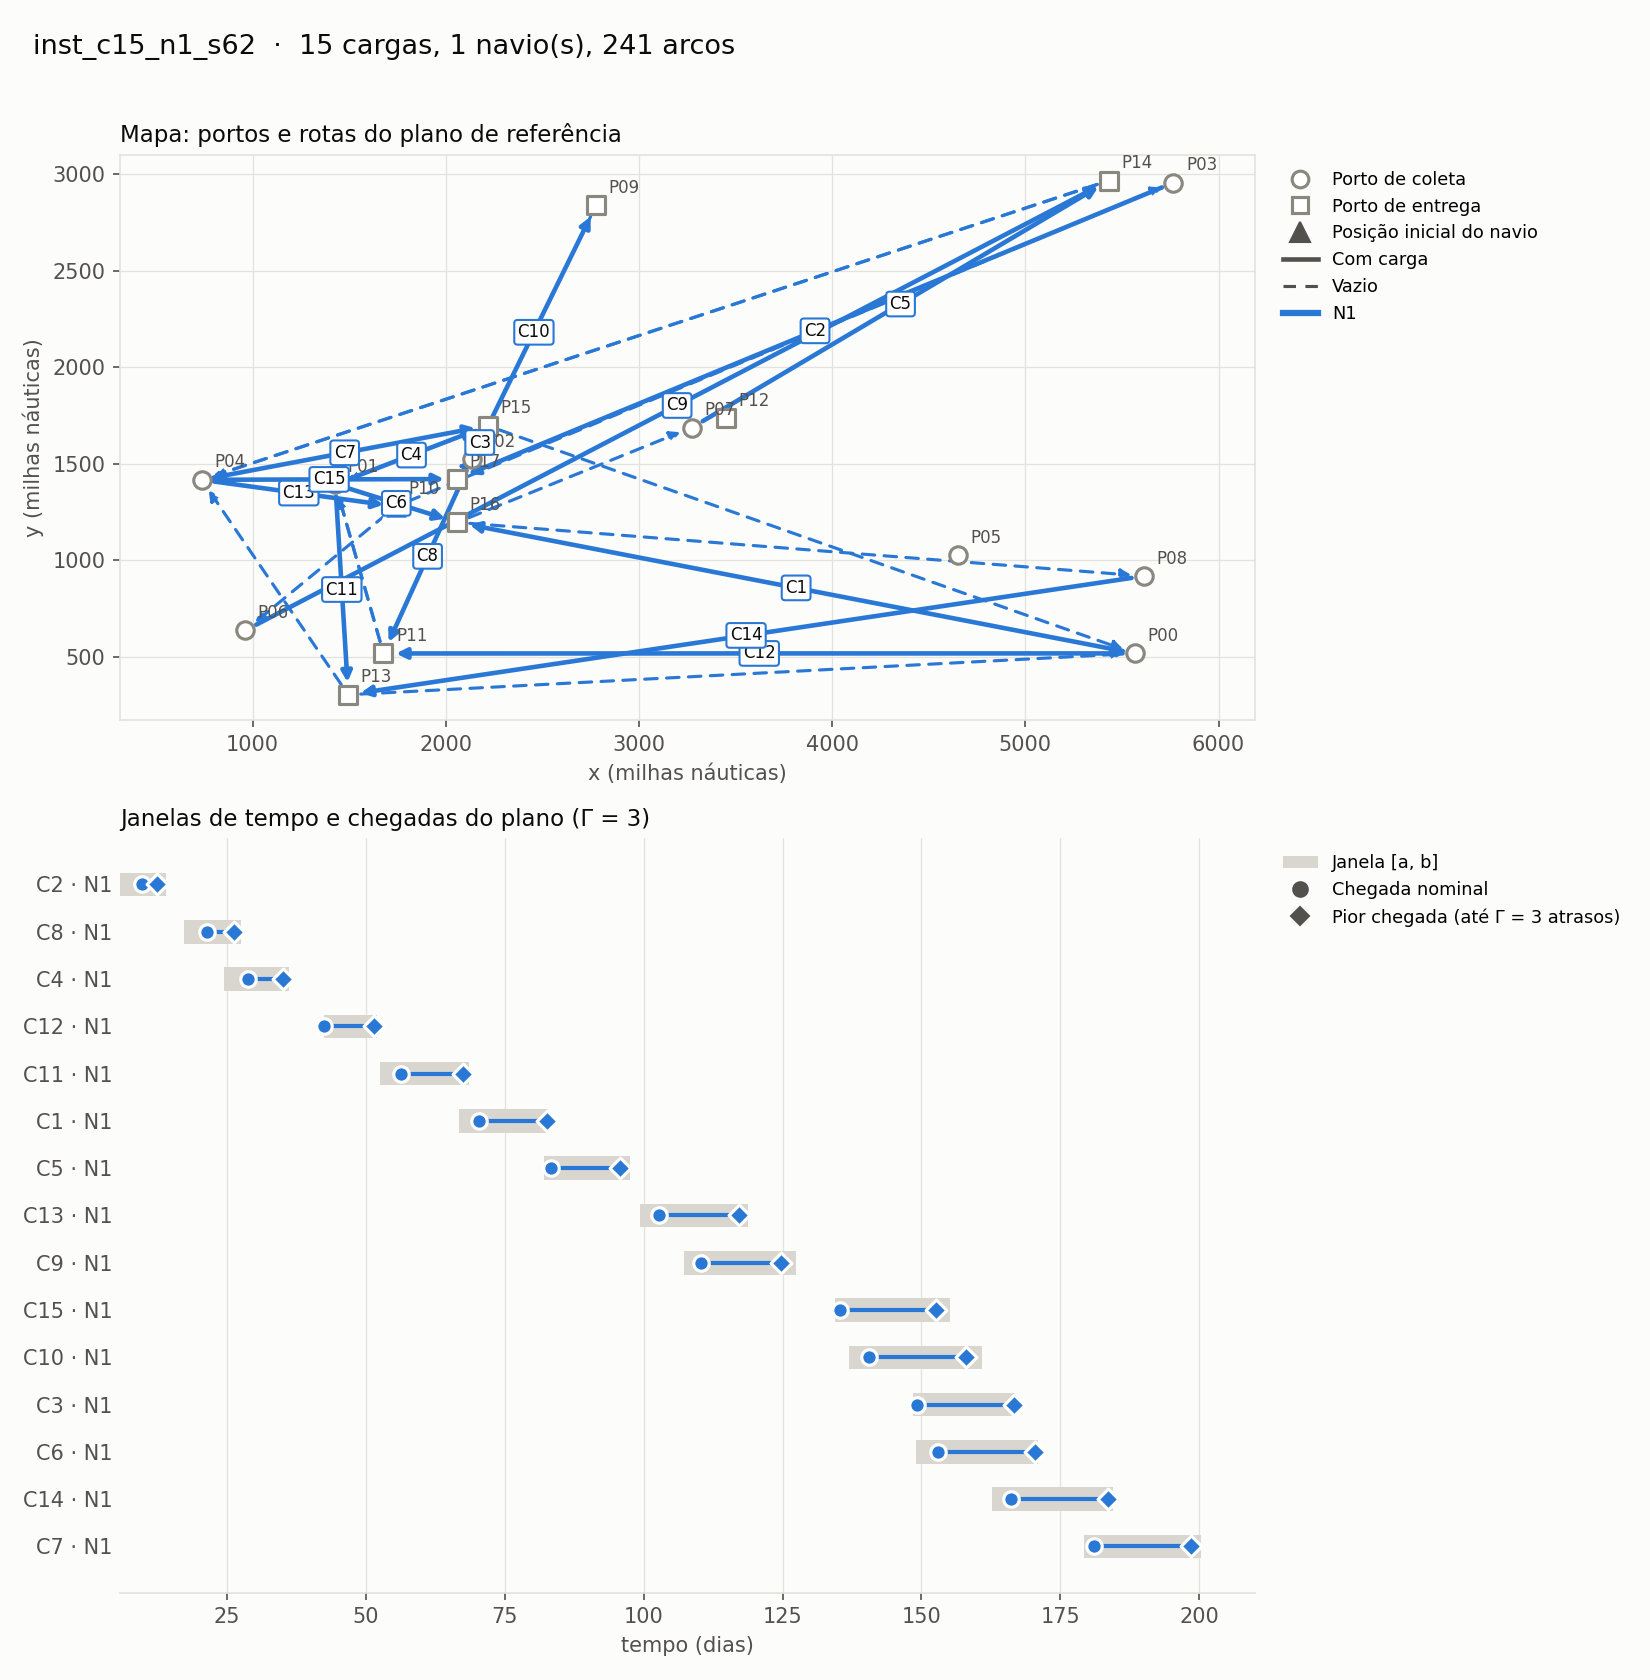 inst_c15_n1_s62 · 15 cargas, 1 navio(s), 241 arcos
Mapa: portos e rotas do plano de referência
y (milhas náuticas)
3000
2500
2000
1500
1000
500
P14
P03
P09
C10
C5
C2
C9
P07
P12
P15
C7
C4
C3
P04
P17
C15
C13
P10
C6
P16
C8
P05
P08
C11
C1
P06
C14
C12
P11
P00
P13
1000
2000
3000
4000
5000
6000
x (milhas náuticas)
Porto de coleta
Porto de entrega
Posição inicial do navio
Com carga
Vazio
N1
Janelas de tempo e chegadas do plano (Γ = 3)
C2 · N1
C8 · N1
C4 · N1
C12 · N1
C11 · N1
C1 · N1
C5 · N1
C13 · N1
C9 · N1
C15 · N1
C10 · N1
C3 · N1
C6 · N1
C14 · N1
C7 · N1
25
50
75
100
125
150
175
200
tempo (dias)
Janela [a, b]
Chegada nominal
Pior chegada (até Γ = 3 atrasos)